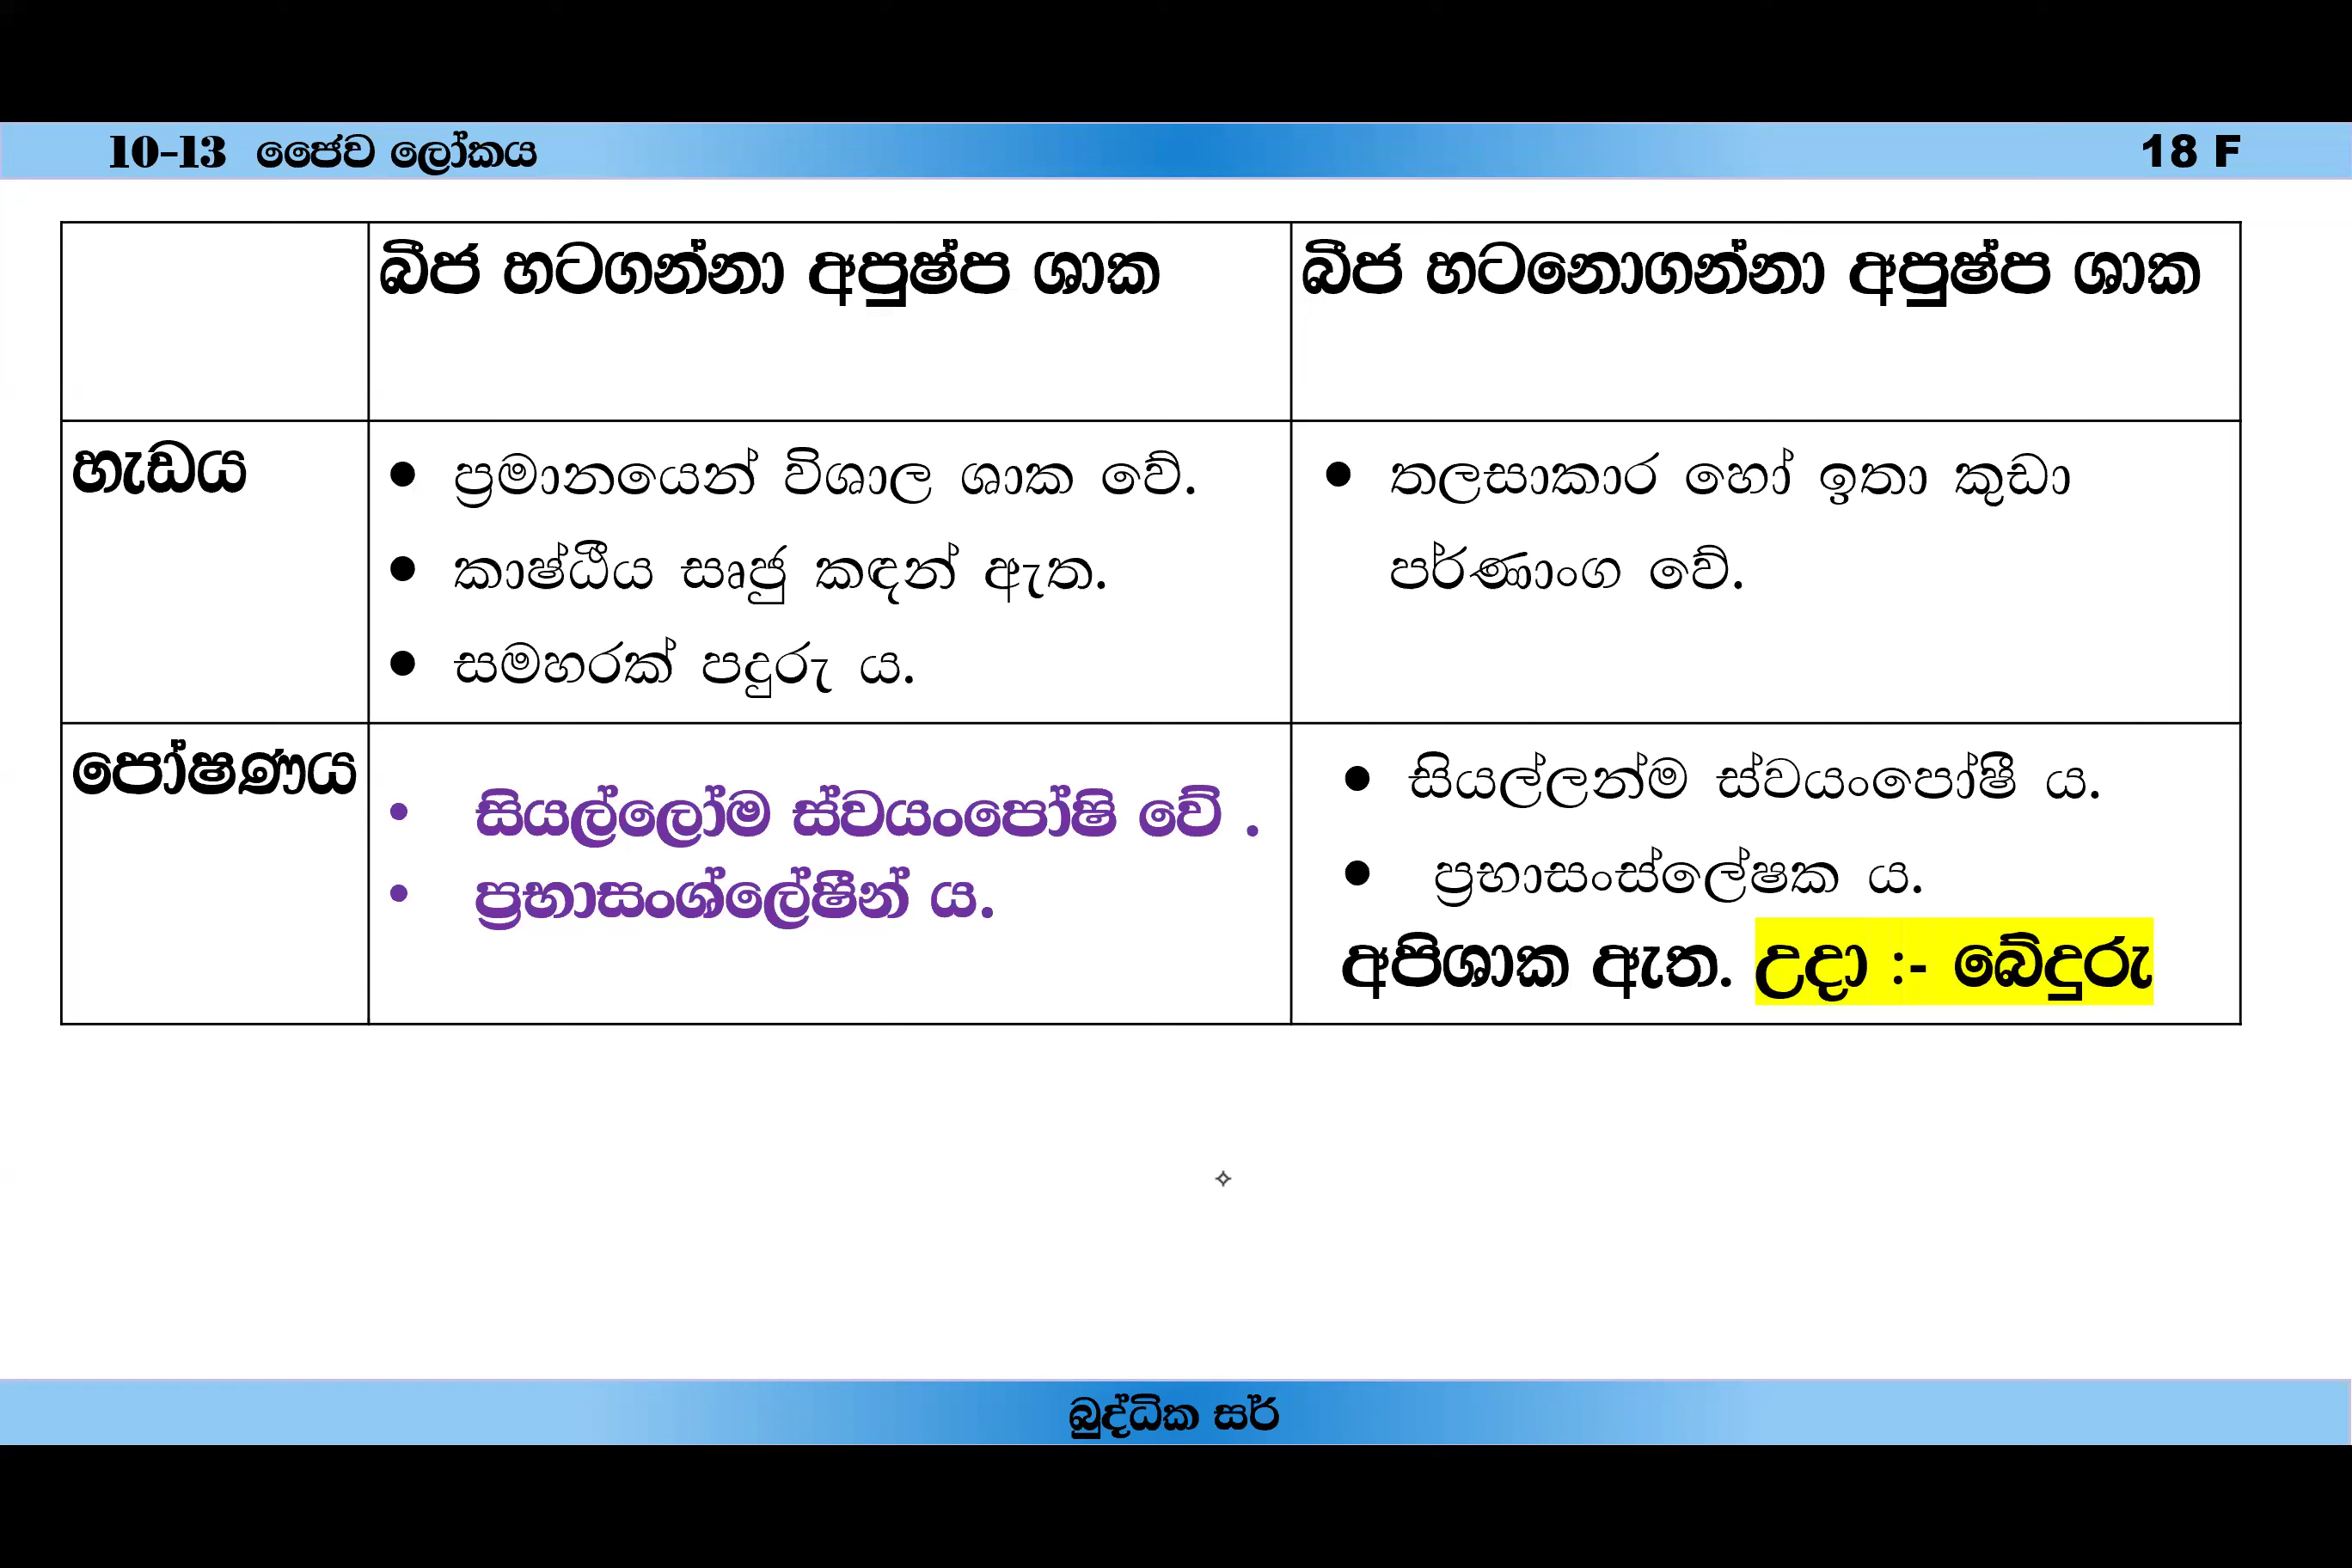 10-13 ජෛව ලෝකය
18 F
බීජ හටගන්නා අපුෂ්ප ශාක
බීජ හටනොගන්නා අපුෂ්ප ශාක
හැඩය
● ප්‍රමානයෙන් විශාල ශාක වේ.
● කාෂ්ඨීය සෘජු කඳන් ඇත.
● සමහරක් පදුරු ය.
● තලසාකාර හෝ ඉතා කුඩා
පර්ණාංග වේ.
පෝෂණය
• සියල්ලෝම ස්වයංපෝෂි වේ .
• ප්‍රභාසංශ්ලේෂීන් ය.
● සියල්ලන්ම ස්වයංපෝෂී ය.
● ප්‍රභාසංස්ලේෂක ය.
අපිශාක ඇත. උදා :- බේදුරු
බුද්ධික සර්